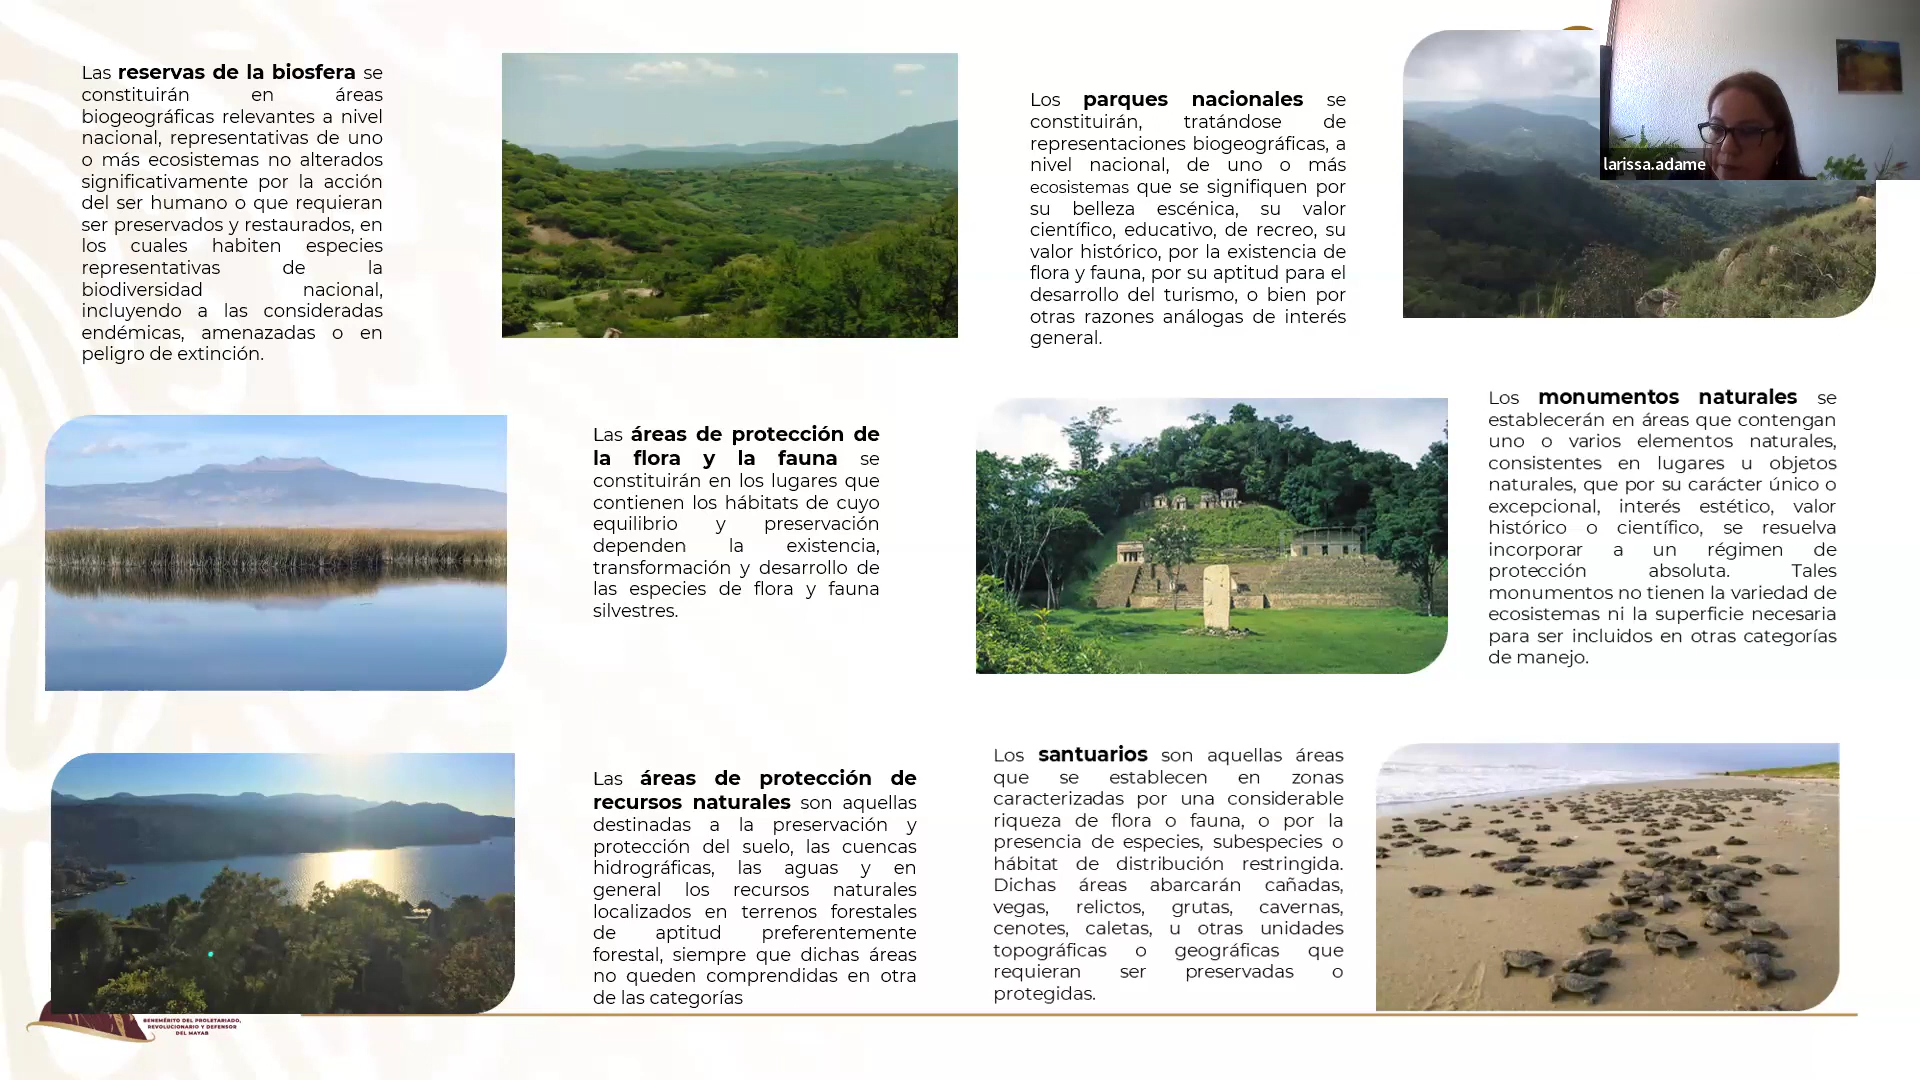 Las reservas de la biosfera se
constituirán en áreas
biogeográficas relevantes a nivel
nacional, representativas de uno
o más ecosistemas no alterados
significativamente por la acción
del ser humano o que requieran
ser preservados y restaurados, en
los cuales habiten especies
representativas de la
biodiversidad nacional,
incluyendo a las consideradas
endémicas, amenazadas o en
peligro de extinción.
Los parques nacionales se
constituirán, tratándose de
representaciones biogeográficas, a
nivel nacional, de uno o más
ecosistemas que se signifiquen por
su belleza escénica, su valor
científico, educativo, de recreo, su
valor histórico, por la existencia de
flora y fauna, por su aptitud para el
desarrollo del turismo, o bien por
otras razones análogas de interés
general.
larissa.adame
Las áreas de protección de
la flora y la fauna se
constituirán en los lugares que
contienen los hábitats de cuyo
equilibrio y preservación
dependen la existencia,
transformación y desarrollo de
las especies de flora y fauna
silvestres.
Los monumentos naturales se
establecerán en áreas que contengan
uno o varios elementos naturales,
consistentes en lugares u objetos
naturales, que por su carácter único o
excepcional, interés estético, valor
histórico o científico, se resuelva
incorporar a un régimen de
protección absoluta. Tales
monumentos no tienen la variedad de
ecosistemas ni la superficie necesaria
para ser incluidos en otras categorías
de manejo.
Las áreas de protección de
recursos naturales son aquellas
destinadas a la preservación y
protección del suelo, las cuencas
hidrográficas, las aguas y en
general los recursos naturales
localizados en terrenos forestales
de aptitud preferentemente
forestal, siempre que dichas áreas
no queden comprendidas en otra
de las categorías
Los santuarios son aquellas áreas
que se establecen en zonas
caracterizadas por una considerable
riqueza de flora o fauna, o por la
presencia de especies, subespecies o
hábitat de distribución restringida.
Dichas áreas abarcarán cañadas,
vegas, relictos, grutas, cavernas,
cenotes, caletas, u otras unidades
topográficas o geográficas que
requieran ser preservadas o
protegidas.
BENEMÉRITO DEL PROLETARIADO,
REVOLUCIONARIO Y DEFENSOR
DEL MAYAB